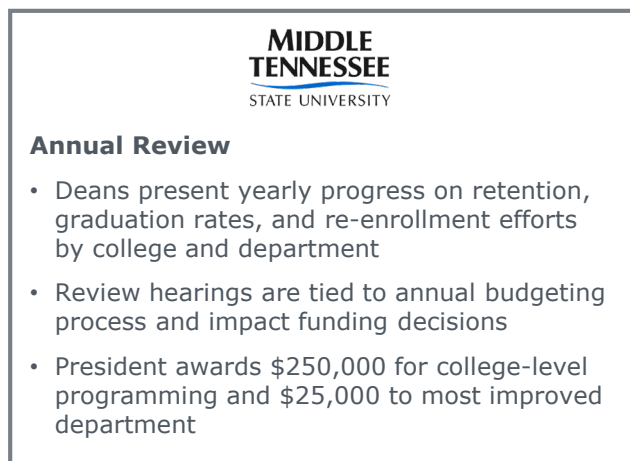 MIDDLE
TENNESSEE
STATE UNIVERSITY
Annual Review
• Deans present yearly progress on retention,
graduation rates, and re-enrollment efforts
by college and department
• Review hearings are tied to annual budgeting
process and impact funding decisions
• President awards $250,000 for college-level
programming and $25,000 to most improved
department